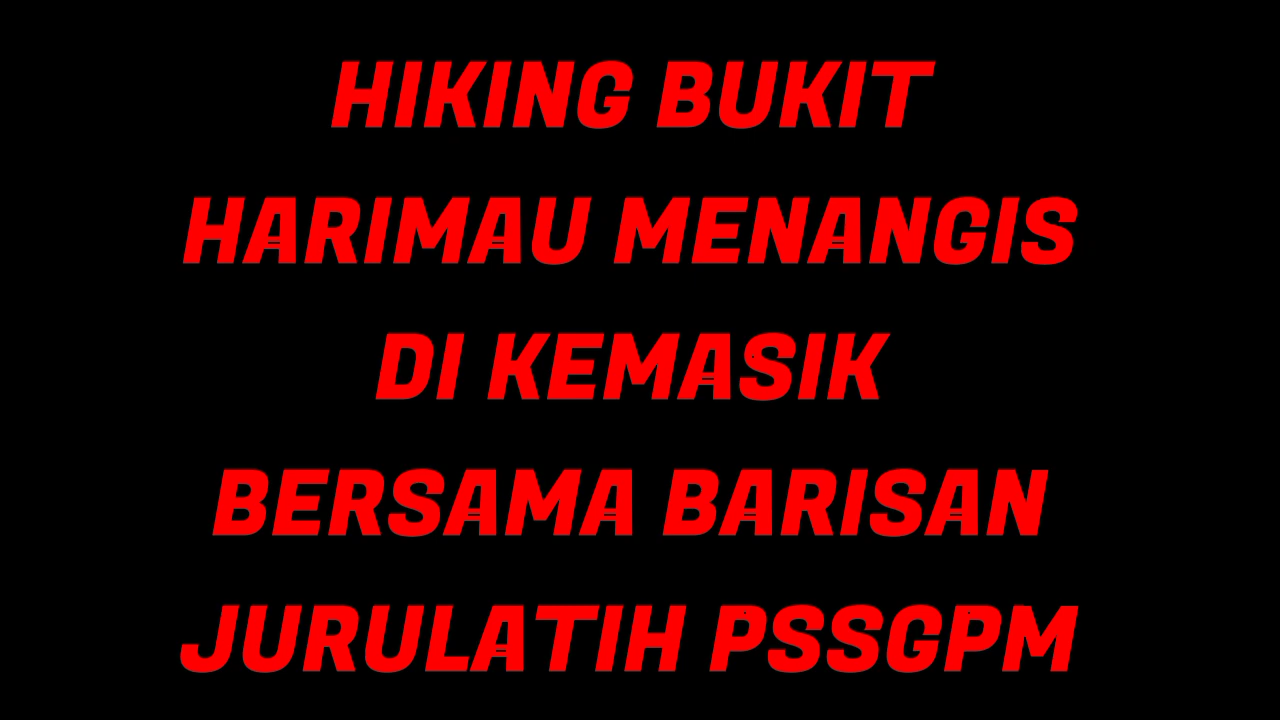 HIKING BUKIT
HARIMAU MENANGIS
DI KEMASIK
BERSAMA BARISAN
JURULATIH PSSGPM